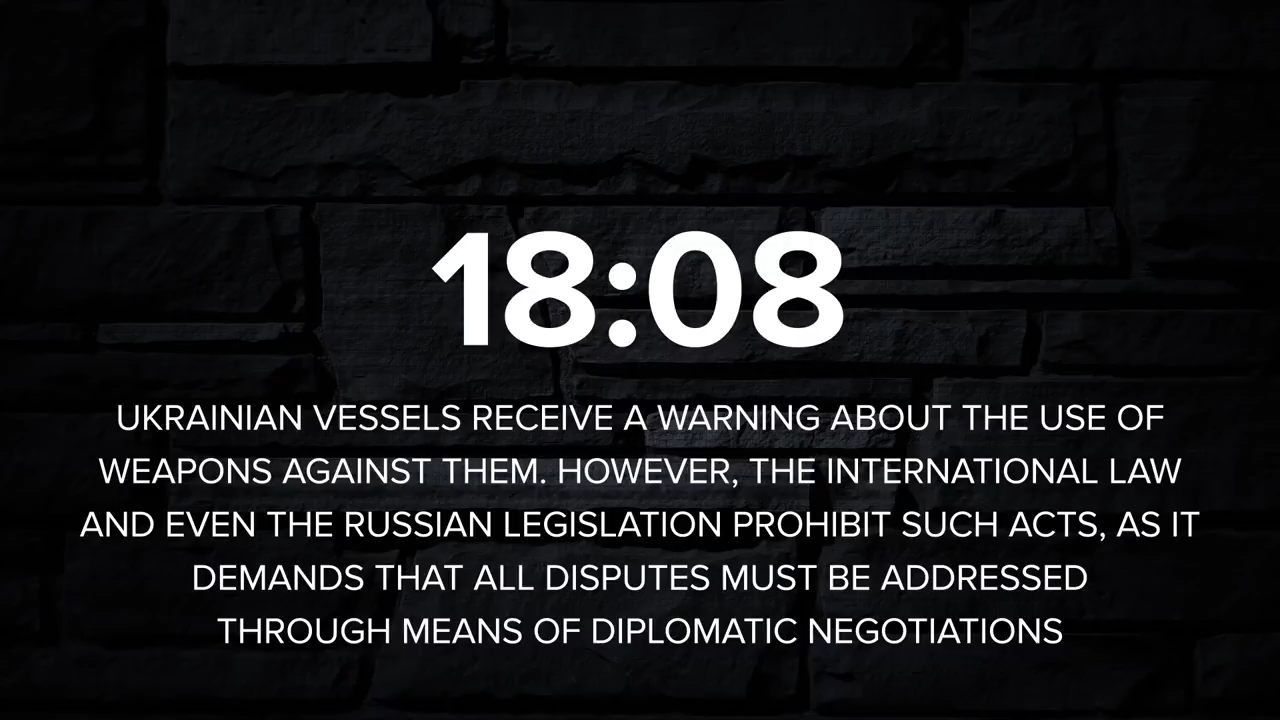 18:08
UKRAINIAN VESSELS RECEIVE A WARNING ABOUT THE USE OF
WEAPONS AGAINST THEM. HOWEVER, THE INTERNATIONAL LAW
AND EVEN THE RUSSIAN LEGISLATION PROHIBIT SUCH ACTS, AS IT
DEMANDS THAT ALL DISPUTES MUST BE ADDRESSED
THROUGH MEANS OF DIPLOMATIC NEGOTIATIONS